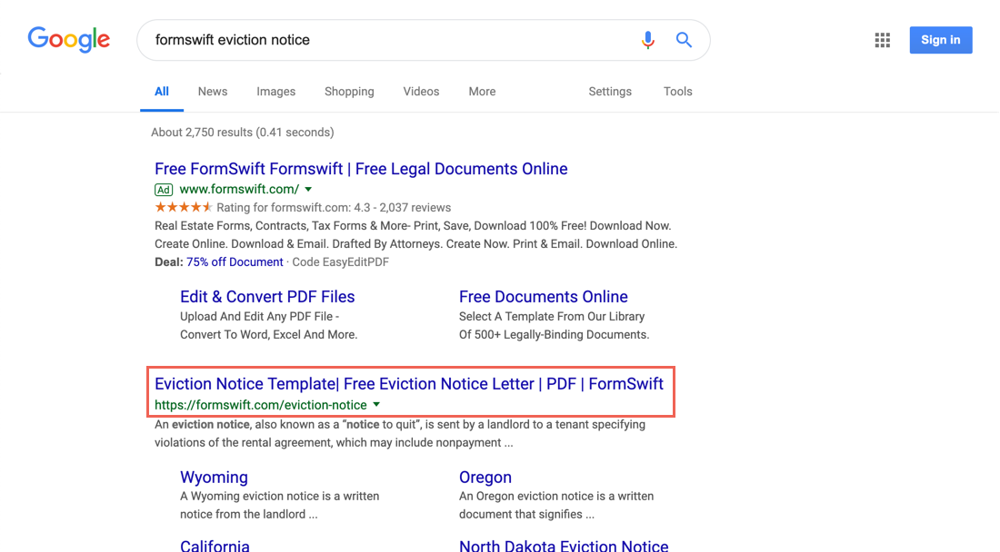 Google
formswift eviction notice
Sign in
All News Images Shopping Videos More Settings Tools
About 2,750 results (0.41 seconds)
Free FormSwift Formswift | Free Legal Documents Online
Ad www.formswift.com/
Rating for formswift.com: 4.3 - 2,037 reviews
Real Estate Forms, Contracts, Tax Forms & More- Print, Save, Download 100% Free! Download Now.
Create Online. Download & Email. Drafted By Attorneys. Create Now. Print & Email. Download Online.
Deal: 75% off Document · Code EasyEditPDF
Edit & Convert PDF Files
Upload And Edit Any PDF File -
Convert To Word, Excel And More.
Free Documents Online
Select A Template From Our Library
Of 500+ Legally-Binding Documents.
Eviction Notice Template| Free Eviction Notice Letter | PDF | FormSwift
https://formswift.com/eviction-notice
An eviction notice, also known as a “notice to quit”, is sent by a landlord to a tenant specifying
violations of the rental agreement, which may include nonpayment ...
Wyoming
A Wyoming eviction notice is a written
notice from the landlord ...
Oregon
An Oregon eviction notice is a written
document that signifies ...
California
North Dakota Eviction Notice